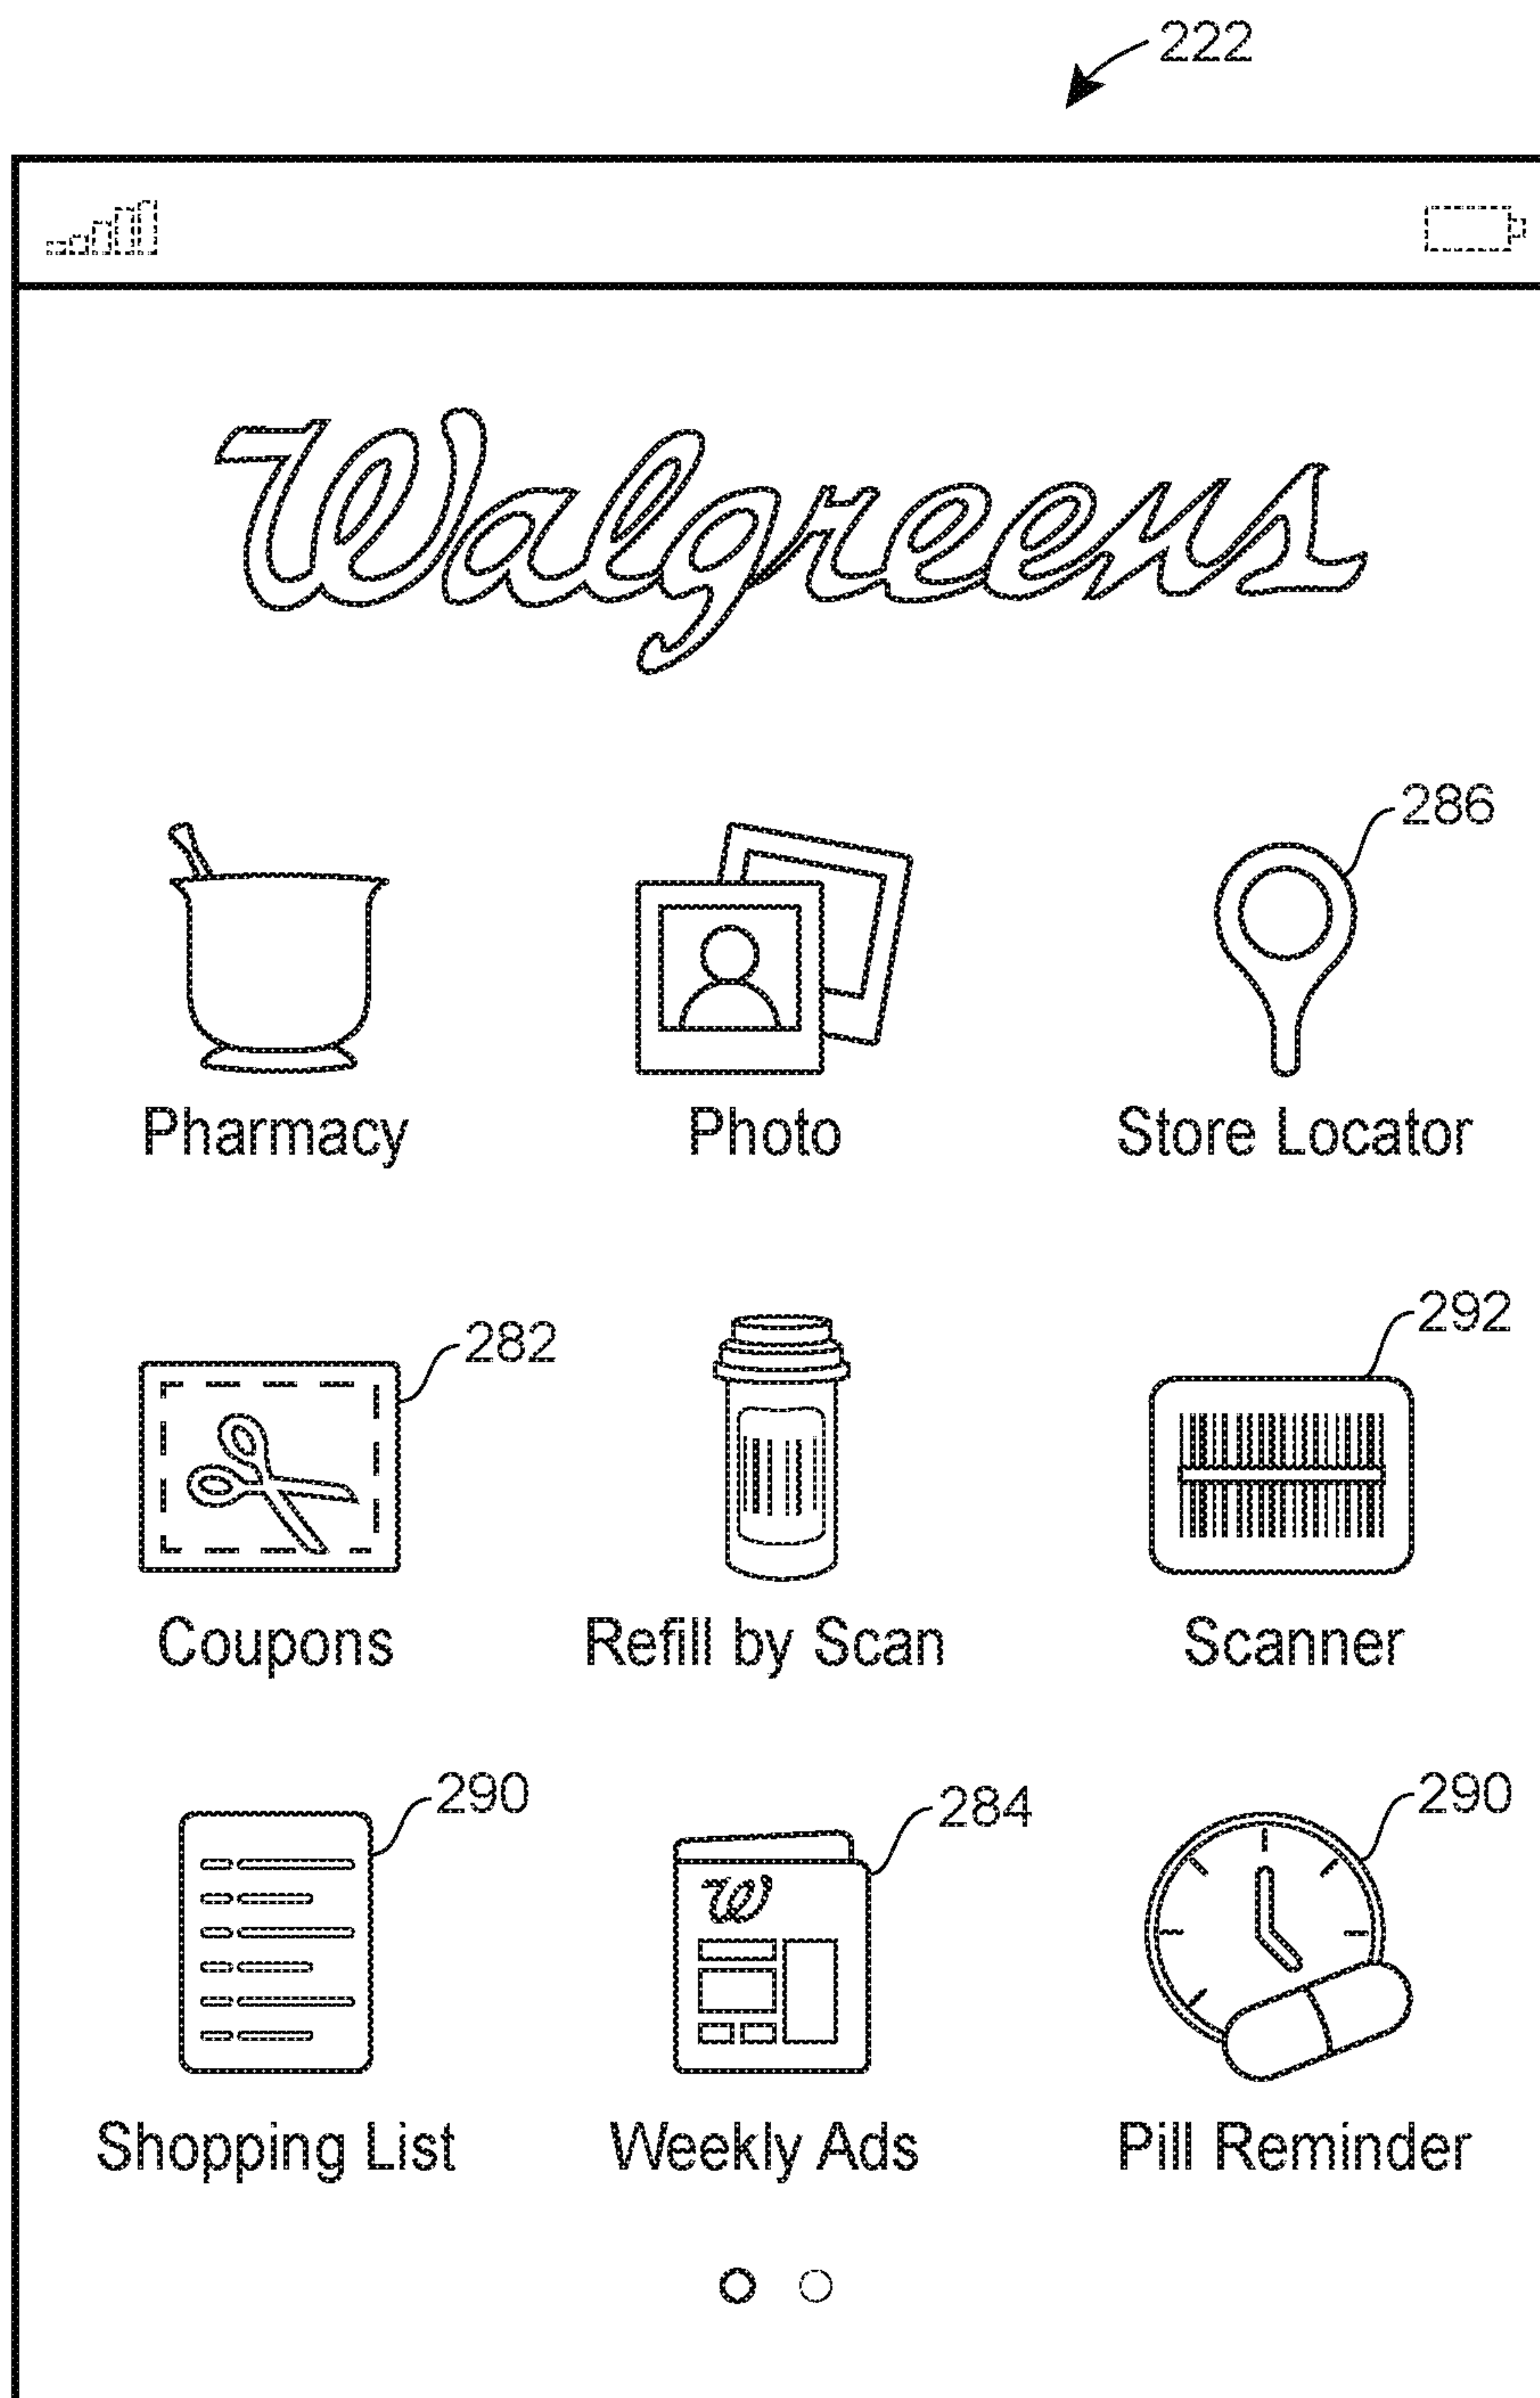 222
Walgreens
286
Pharmacy Photo Store Locator
282 292
Coupons Refill by Scan Scanner
290 284 290
W
Shopping List Weekly Ads Pill Reminder